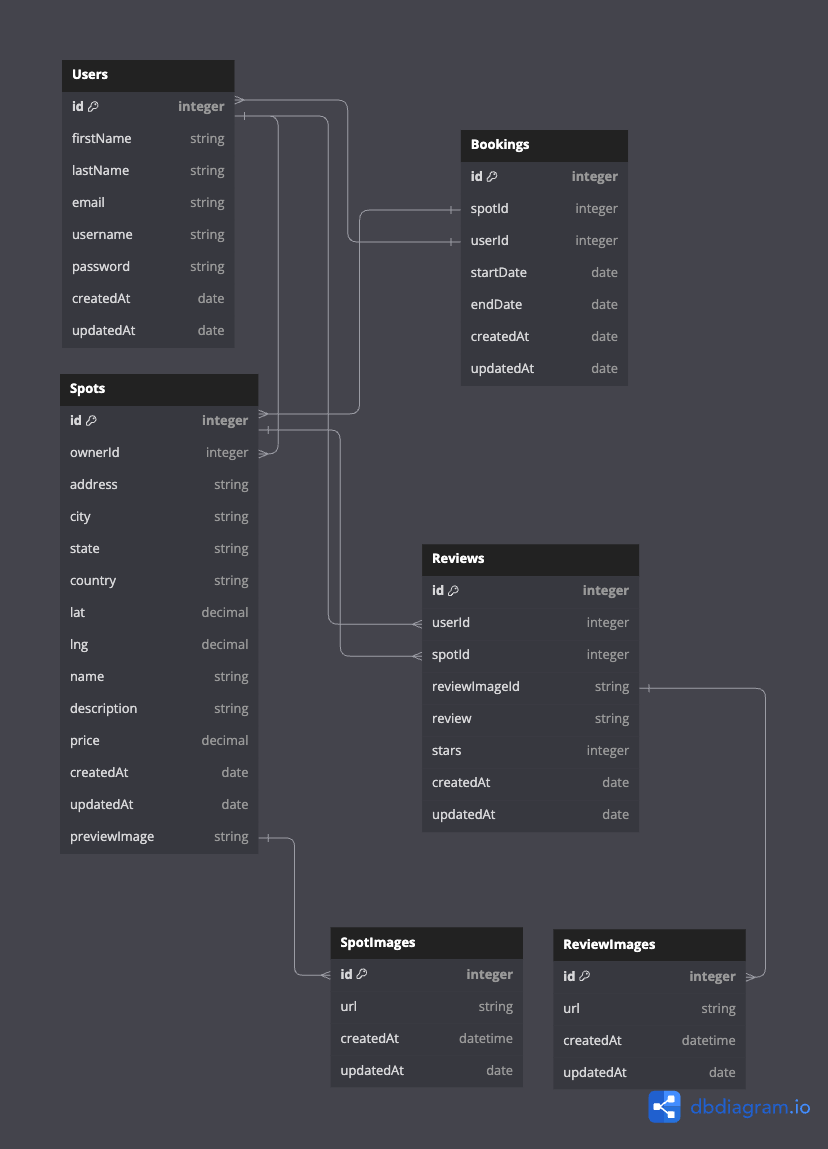 Users
id integer
firstName string
lastName string
email string
username string
password string
createdAt date
updatedAt date
Bookings
id integer
spotId integer
userId integer
startDate date
endDate date
createdAt date
updatedAt date
Spots
id integer
ownerId integer
address string
city string
state string
country string
lat decimal
lng decimal
name string
description string
price decimal
createdAt date
updatedAt date
previewImage string
Reviews
id integer
userId integer
spotId integer
reviewImageId string
review string
stars integer
createdAt date
updatedAt date
SpotImages
id integer
url string
createdAt datetime
updatedAt date
ReviewImages
id integer
url string
createdAt datetime
updatedAt date
dbdiagram.io